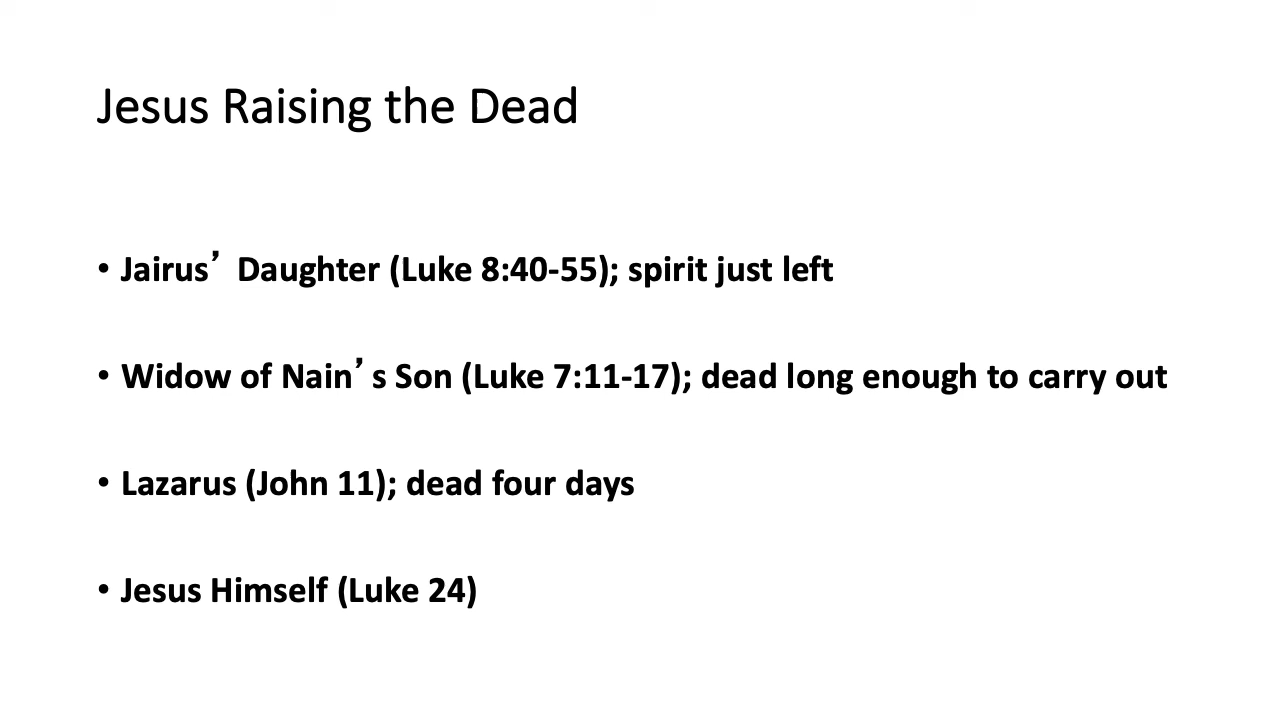 Jesus Raising the Dead
• Jairus’ Daughter (Luke 8:40-55); spirit just left
• Widow of Nain’s Son (Luke 7:11-17); dead long enough to carry out
• Lazarus (John 11); dead four days
• Jesus Himself (Luke 24)